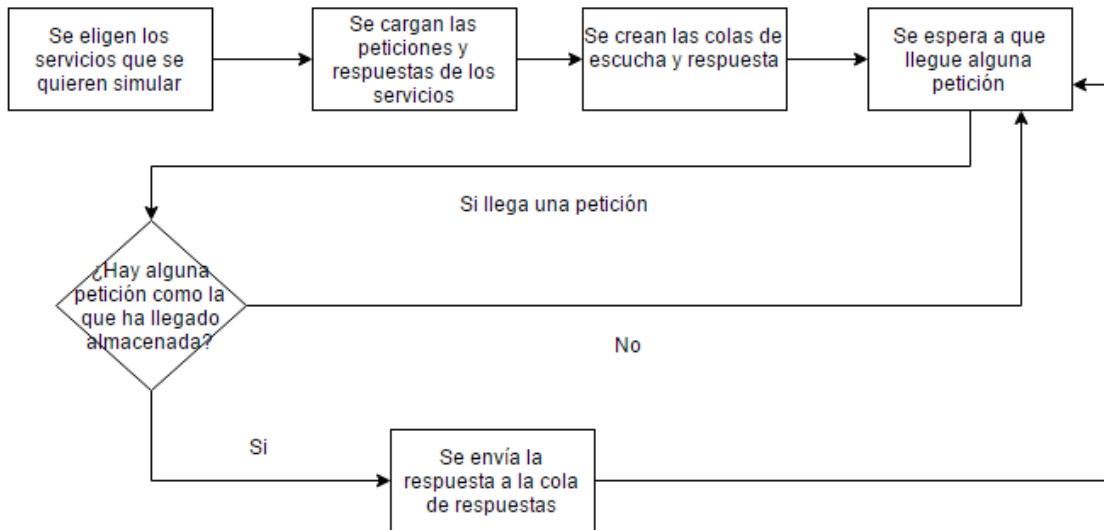 Se eligen los
servicios que se
quieren simular
Se cargan las
peticiones y
respuestas de los
servicios
Se crean las colas de
escucha y respuesta
Se espera a que
llegue alguna
petición
Si llega una petición
¿Hay alguna
petición como la
que ha llegado
almacenada?
No
Si
Se envía la
respuesta a la cola
de respuestas